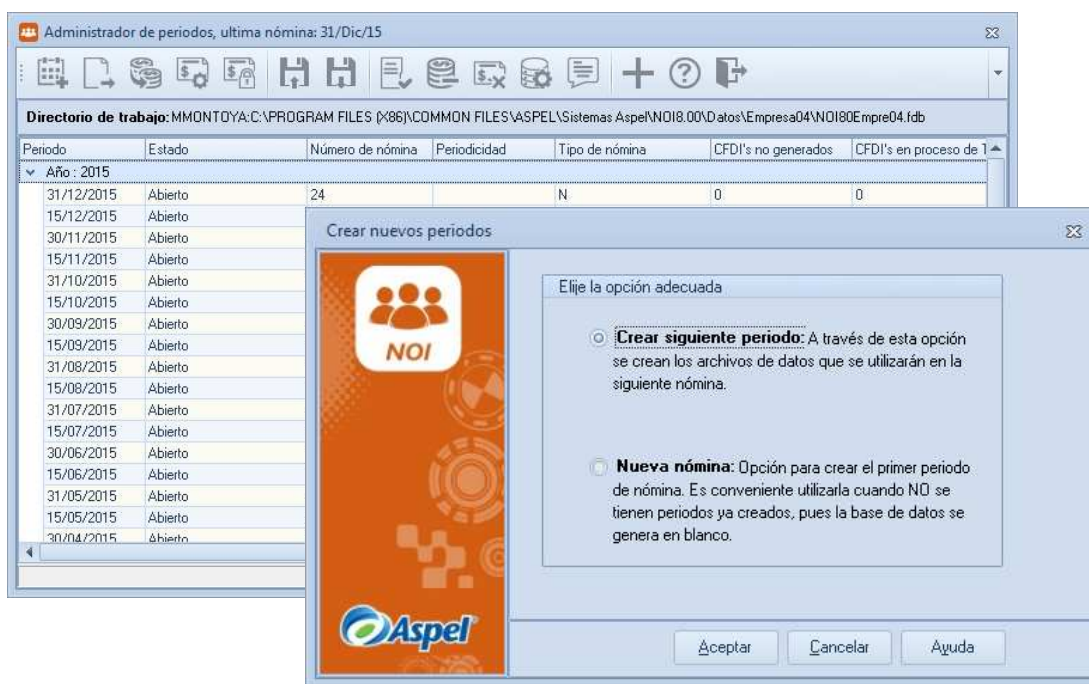 Administrador de periodos, ultima nómina: 31/Dic/15
Directorio de trabajo: MMONTOYA:C:\PROGRAM FILES (X86)\COMMON FILES\ASPEL\Sistemas Aspel\NOI8.00\Datos\Empresa04\NOI80Empre04.fdb
Periodo Estado Número de nómina Periodicidad Tipo de nómina CFDI's no generados CFDI's en proceso de T
Año : 2015
31/12/2015 Abierto 24 N 0 0
15/12/2015 Abierto
30/11/2015 Abierto
15/11/2015 Abierto
31/10/2015 Abierto
15/10/2015 Abierto
30/09/2015 Abierto
15/09/2015 Abierto
31/08/2015 Abierto
15/08/2015 Abierto
31/07/2015 Abierto
15/07/2015 Abierto
30/06/2015 Abierto
15/06/2015 Abierto
31/05/2015 Abierto
15/05/2015 Abierto
30/04/2015 Abierto
Crear nuevos periodos
NOI
Aspel
Elije la opción adecuada
Crear siguiente periodo: A través de esta opción
se crean los archivos de datos que se utilizarán en la
siguiente nómina.
Nueva nómina: Opción para crear el primer periodo
de nómina. Es conveniente utilizarla cuando NO se
tienen periodos ya creados, pues la base de datos se
genera en blanco.
Aceptar Cancelar Ayuda